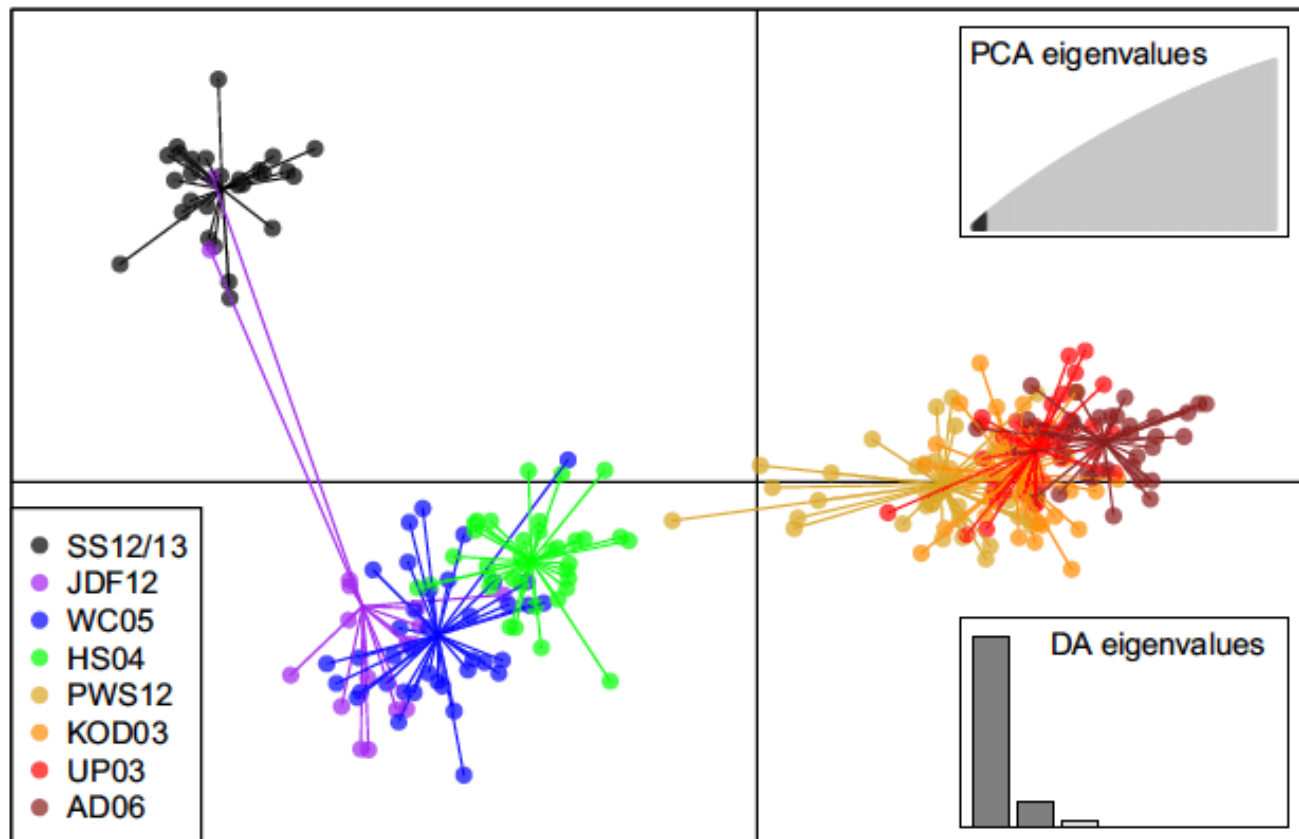 PCA eigenvalues
SS12/13
JDF12
WC05
HS04
PWS12
KOD03
UP03
AD06
DA eigenvalues